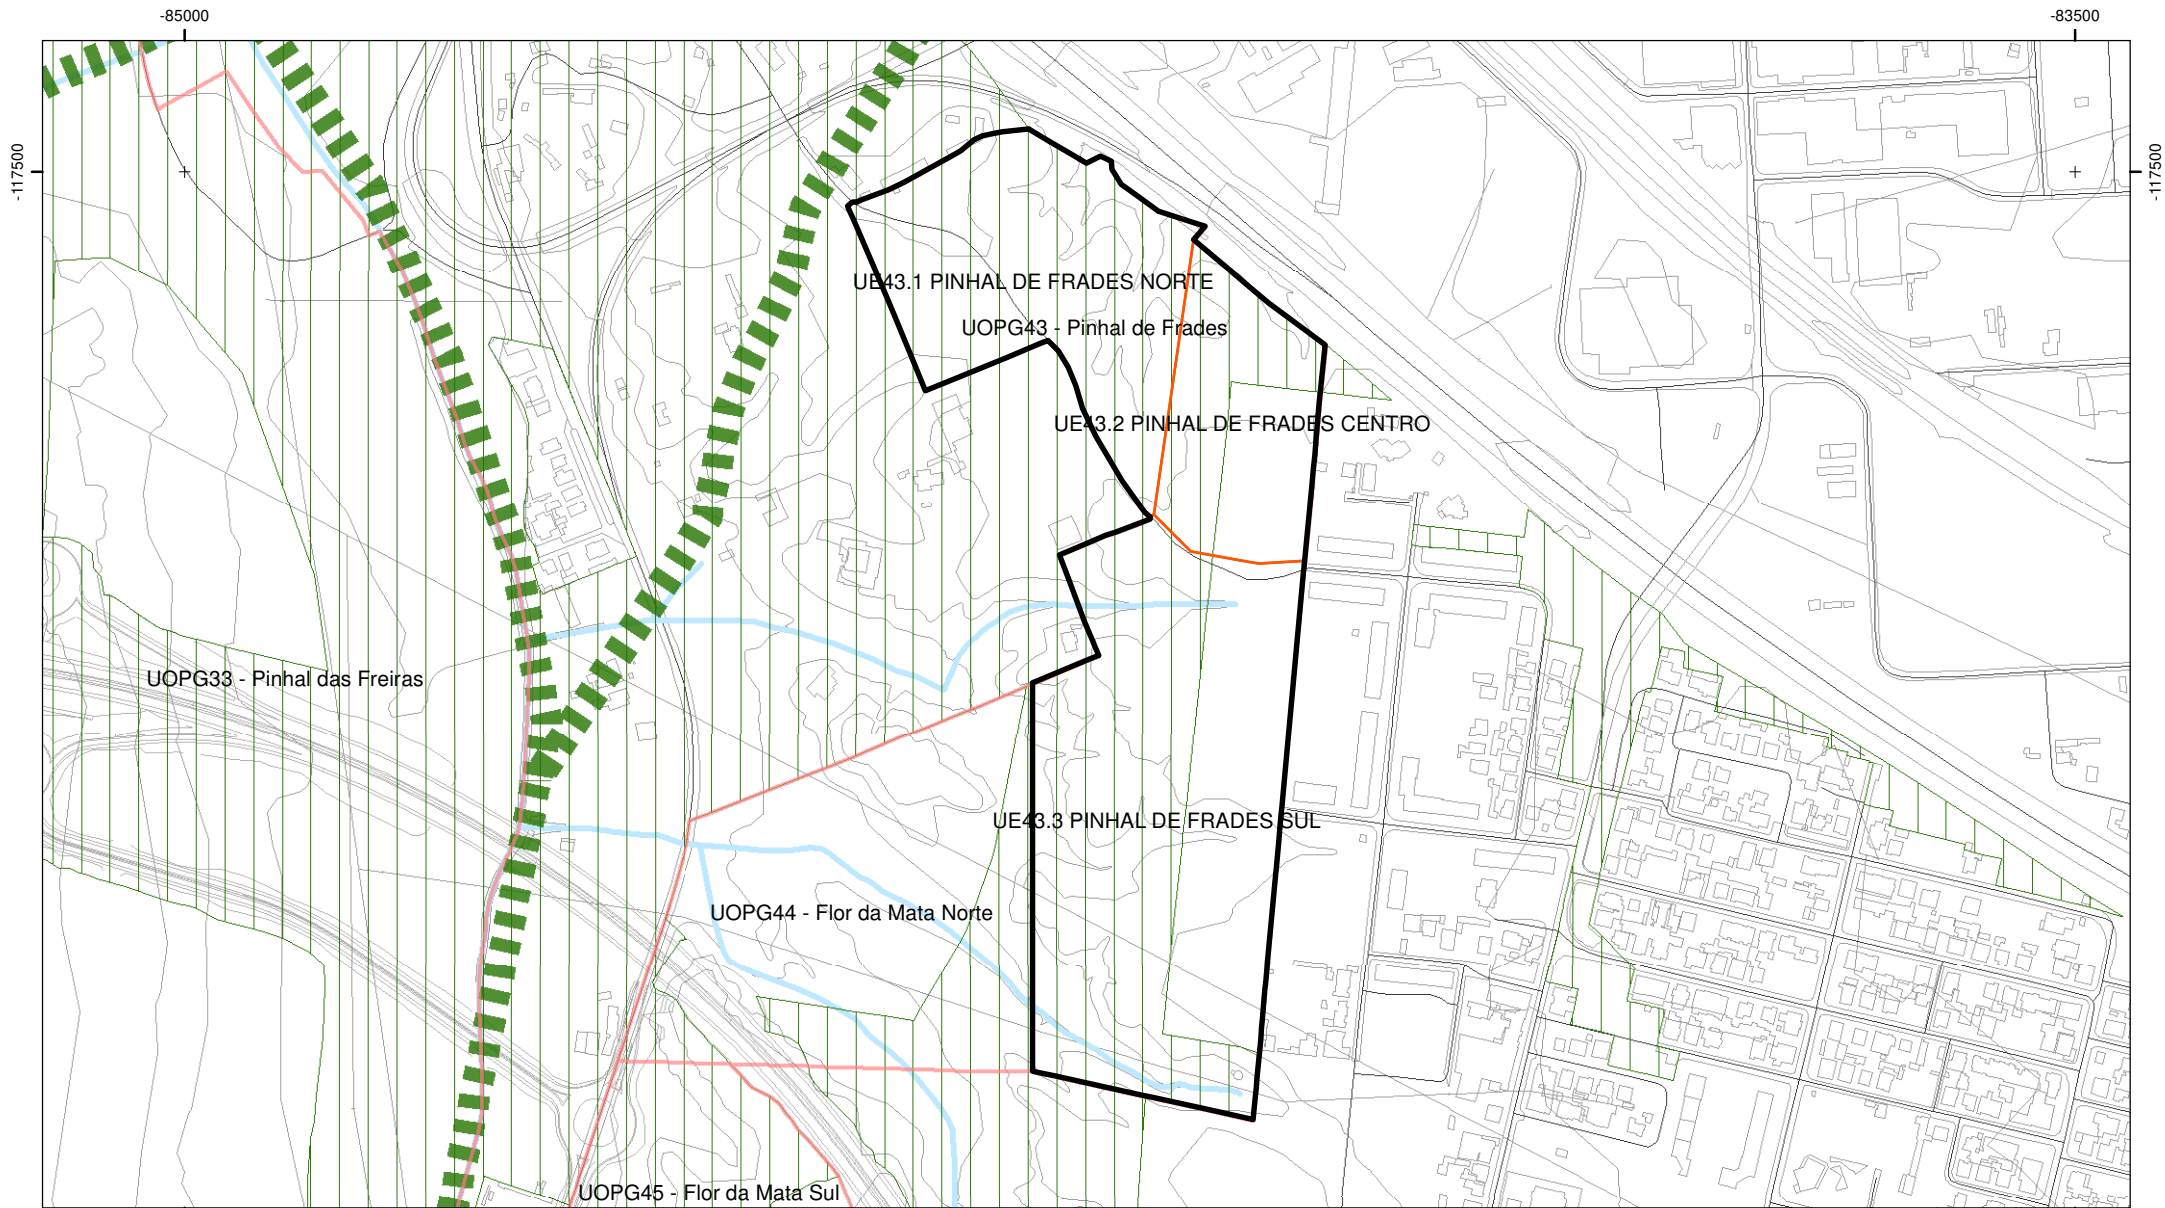 -85000
-83500
-117500
-117500
UE43.1 PINHAL DE FRADES NORTE
UOPG43 - Pinhal de Frades
UE43.2 PINHAL DE FRADES CENTRO
UOPG33 - Pinhal das Freiras
UE43.3 PINHAL DE FRADES SUL
UOPG44 - Flor da Mata Norte
UOPG45 - Flor da Mata Sul